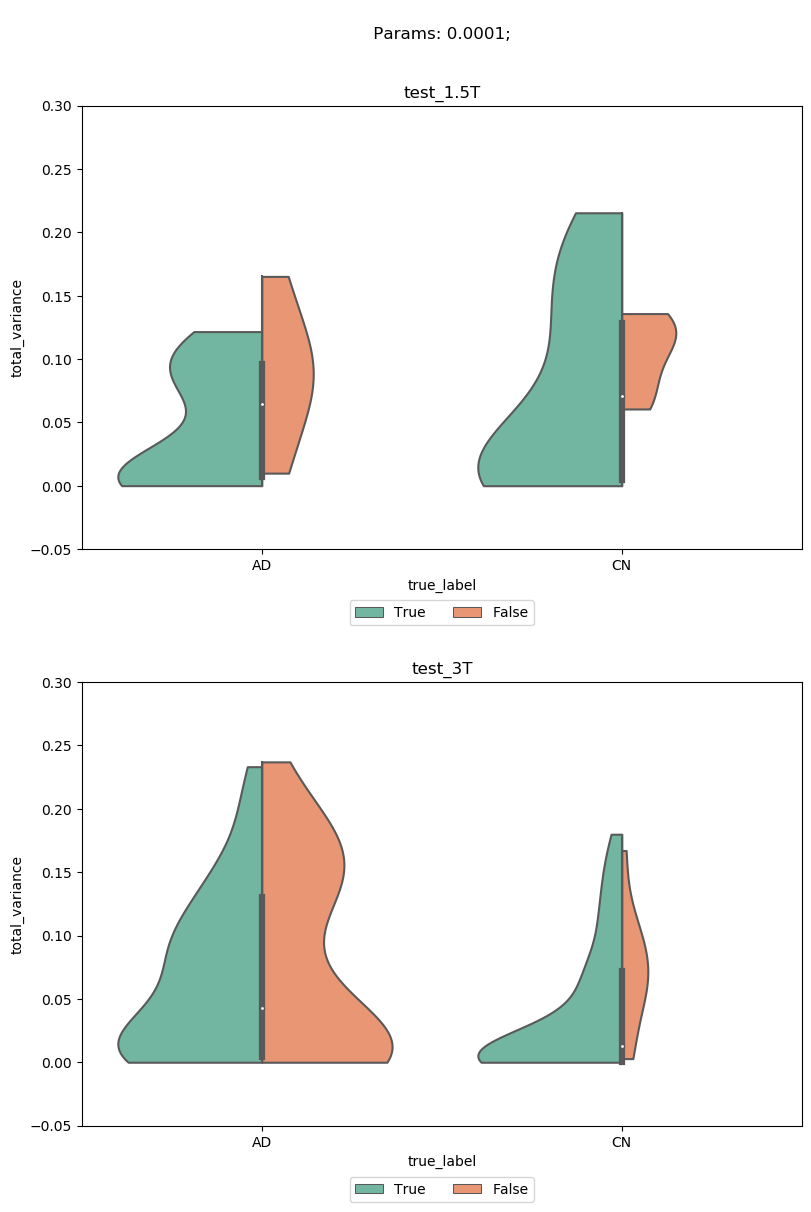 Params: 0.0001;
test_1.5T
0.30
0.25
0.20
0.15
0.10
0.05
0.00
−0.05
total_variance
AD CN
true_label
True False
test_3T
0.30
0.25
0.20
0.15
0.10
0.05
0.00
−0.05
total_variance
AD CN
true_label
True False